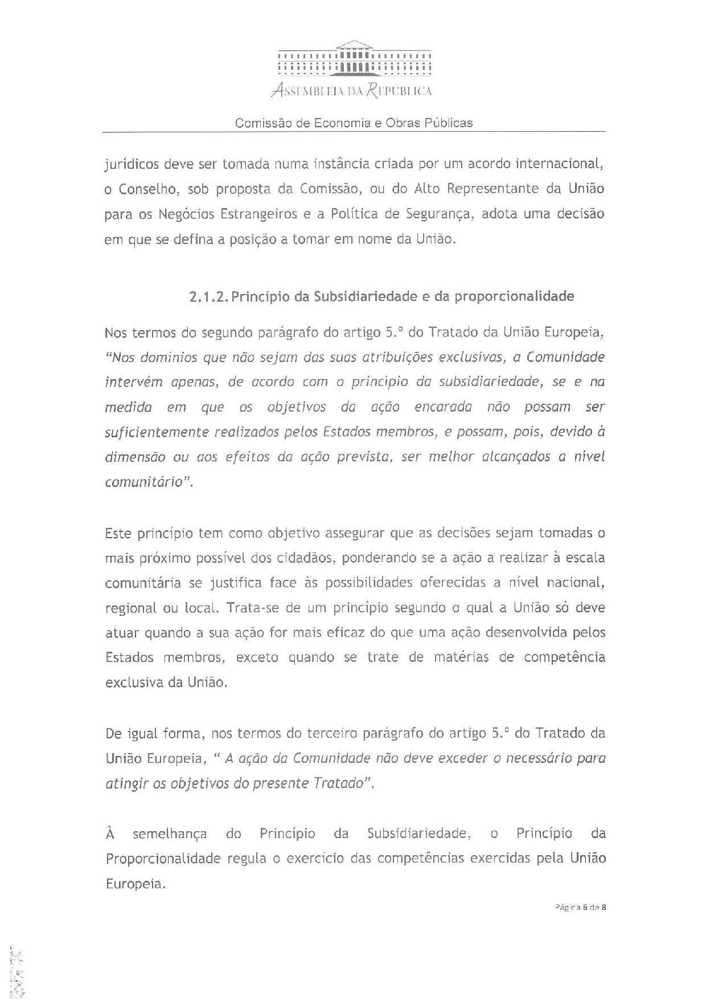 ASSEMBLEIA DA REPÚBLICA
Comissão de Economia e Obras Públicas
jurídicos deve ser tomada numa instância criada por um acordo internacional,
o Conselho, sob proposta da Comissão, ou do Alto Representante da União
para os Negócios Estrangeiros e a Política de Segurança, adota uma decisão
em que se defina a posição a tomar em nome da União.
2.1.2. Princípio da Subsidiariedade e da proporcionalidade
Nos termos do segundo parágrafo do artigo 5.º do Tratado da União Europeia,
“Nos domínios que não sejam das suas atribuições exclusivas, a Comunidade
intervém apenas, de acordo com o principio da subsidiariedade, se e na
medida em que os objetivos da ação encarada não possam ser
suficientemente realizados pelos Estados membros, e possam, pois, devido à
dimensão ou aos efeitos da ação prevista, ser melhor alcançados a nível
comunitário”.
Este princípio tem como objetivo assegurar que as decisões sejam tomadas o
mais próximo possível dos cidadãos, ponderando se a ação a realizar à escala
comunitária se justifica face às possibilidades oferecidas a nível nacional,
regional ou local. Trata-se de um princípio segundo o qual a União só deve
atuar quando a sua ação for mais eficaz do que uma ação desenvolvida pelos
Estados membros, exceto quando se trate de matérias de competência
exclusiva da União.
De igual forma, nos termos do terceiro parágrafo do artigo 5.º do Tratado da
União Europeia, “ A ação da Comunidade não deve exceder o necessário para
atingir os objetivos do presente Tratado”.
À semelhança do Princípio da Subsidiariedade, o Princípio da
Proporcionalidade regula o exercício das competências exercidas pela União
Europeia.
Página 6 de 8